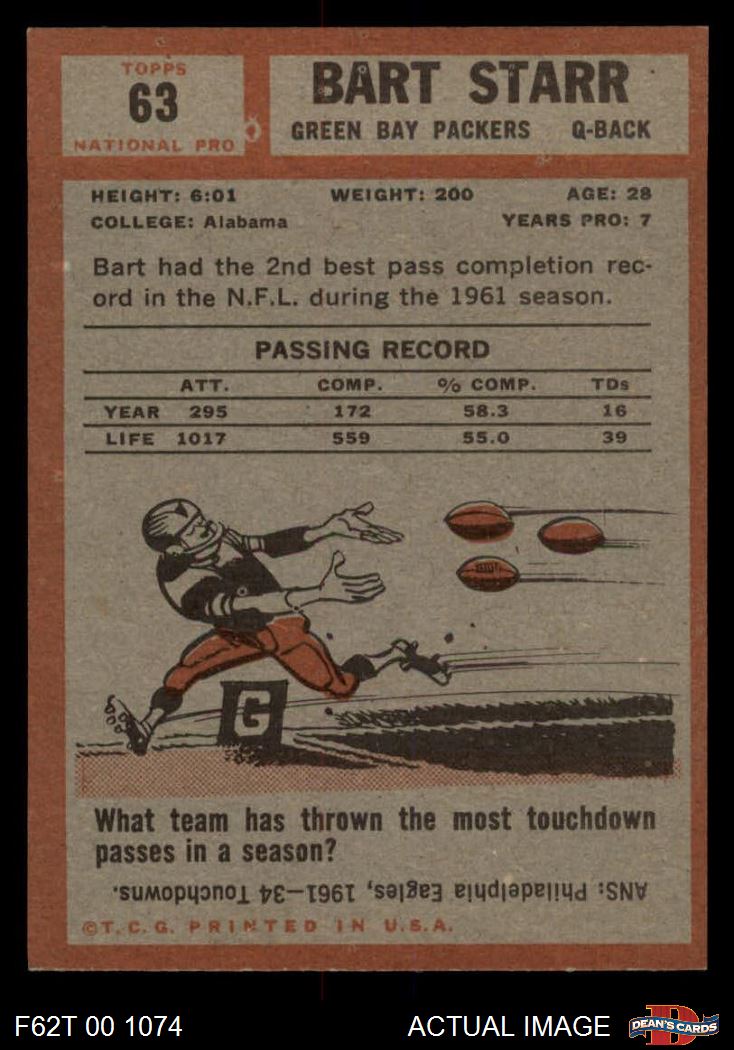 TOPPS
63
NATIONAL PRO
BART STARR
GREEN BAY PACKERS Q-BACK
HEIGHT: 6:01 WEIGHT: 200 AGE: 28
COLLEGE: Alabama YEARS PRO: 7
Bart had the 2nd best pass completion rec-
ord in the N.F.L. during the 1961 season.
PASSING RECORD
ATT. COMP. % COMP. TDs
YEAR 295 172 58.3 16
LIFE 1017 559 55.0 39
G
What team has thrown the most touchdown
passes in a season?
ANS: Philadelphia Eagles, 1961—34 Touchdowns.
©T.C.G. PRINTED IN U.S.A.
F62T 00 1074 ACTUAL IMAGE
D
DEAN'S CARDS